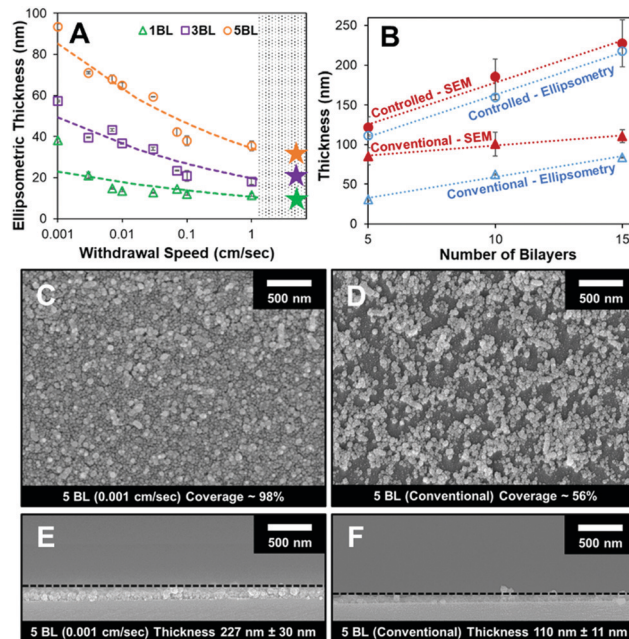 A
1BL 3BL 5BL
Ellipsometric Thickness (nm)
100
80
60
40
20
0
0.001 0.01 0.1 1
Withdrawal Speed (cm/sec)
B
Thickness (nm)
250
200
150
100
50
0
Controlled - SEM
Controlled - Ellipsometry
Conventional - SEM
Conventional - Ellipsometry
5 10 15
Number of Bilayers
C
500 nm
5 BL (0.001 cm/sec) Coverage ~ 98%
D
500 nm
5 BL (Conventional) Coverage ~ 56%
E
500 nm
5 BL (0.001 cm/sec) Thickness 227 nm ± 30 nm
F
500 nm
5 BL (Conventional) Thickness 110 nm ± 11 nm